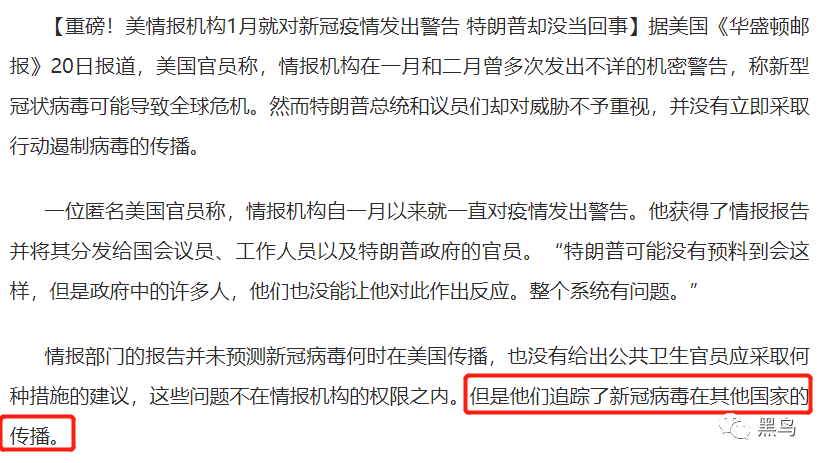 【重磅！美情报机构1月就对新冠疫情发出警告 特朗普却没当回事】据美国《华盛顿邮
报》20日报道，美国官员称，情报机构在一月和二月曾多次发出不详的机密警告，称新型
冠状病毒可能导致全球危机。然而特朗普总统和议员们却对威胁不予重视，并没有立即采取
行动遏制病毒的传播。
一位匿名美国官员称，情报机构自一月以来就一直对疫情发出警告。他获得了情报报告
并将其分发给国会议员、工作人员以及特朗普政府的官员。“特朗普可能没有预料到会这
样，但是政府中的许多人，他们也没能让他对此作出反应。整个系统有问题。”
情报部门的报告并未预测新冠病毒何时在美国传播，也没有给出公共卫生官员应采取何
种措施的建议，这些问题不在情报机构的权限之内。但是他们追踪了新冠病毒在其他国家的
传播。
黑鸟